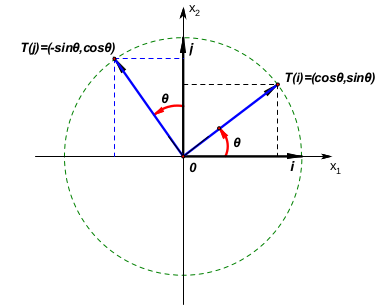 x₂
T(j)=(-sinθ,cosθ)
j
T(i)=(cosθ,sinθ)
θ
θ
0
i
x₁